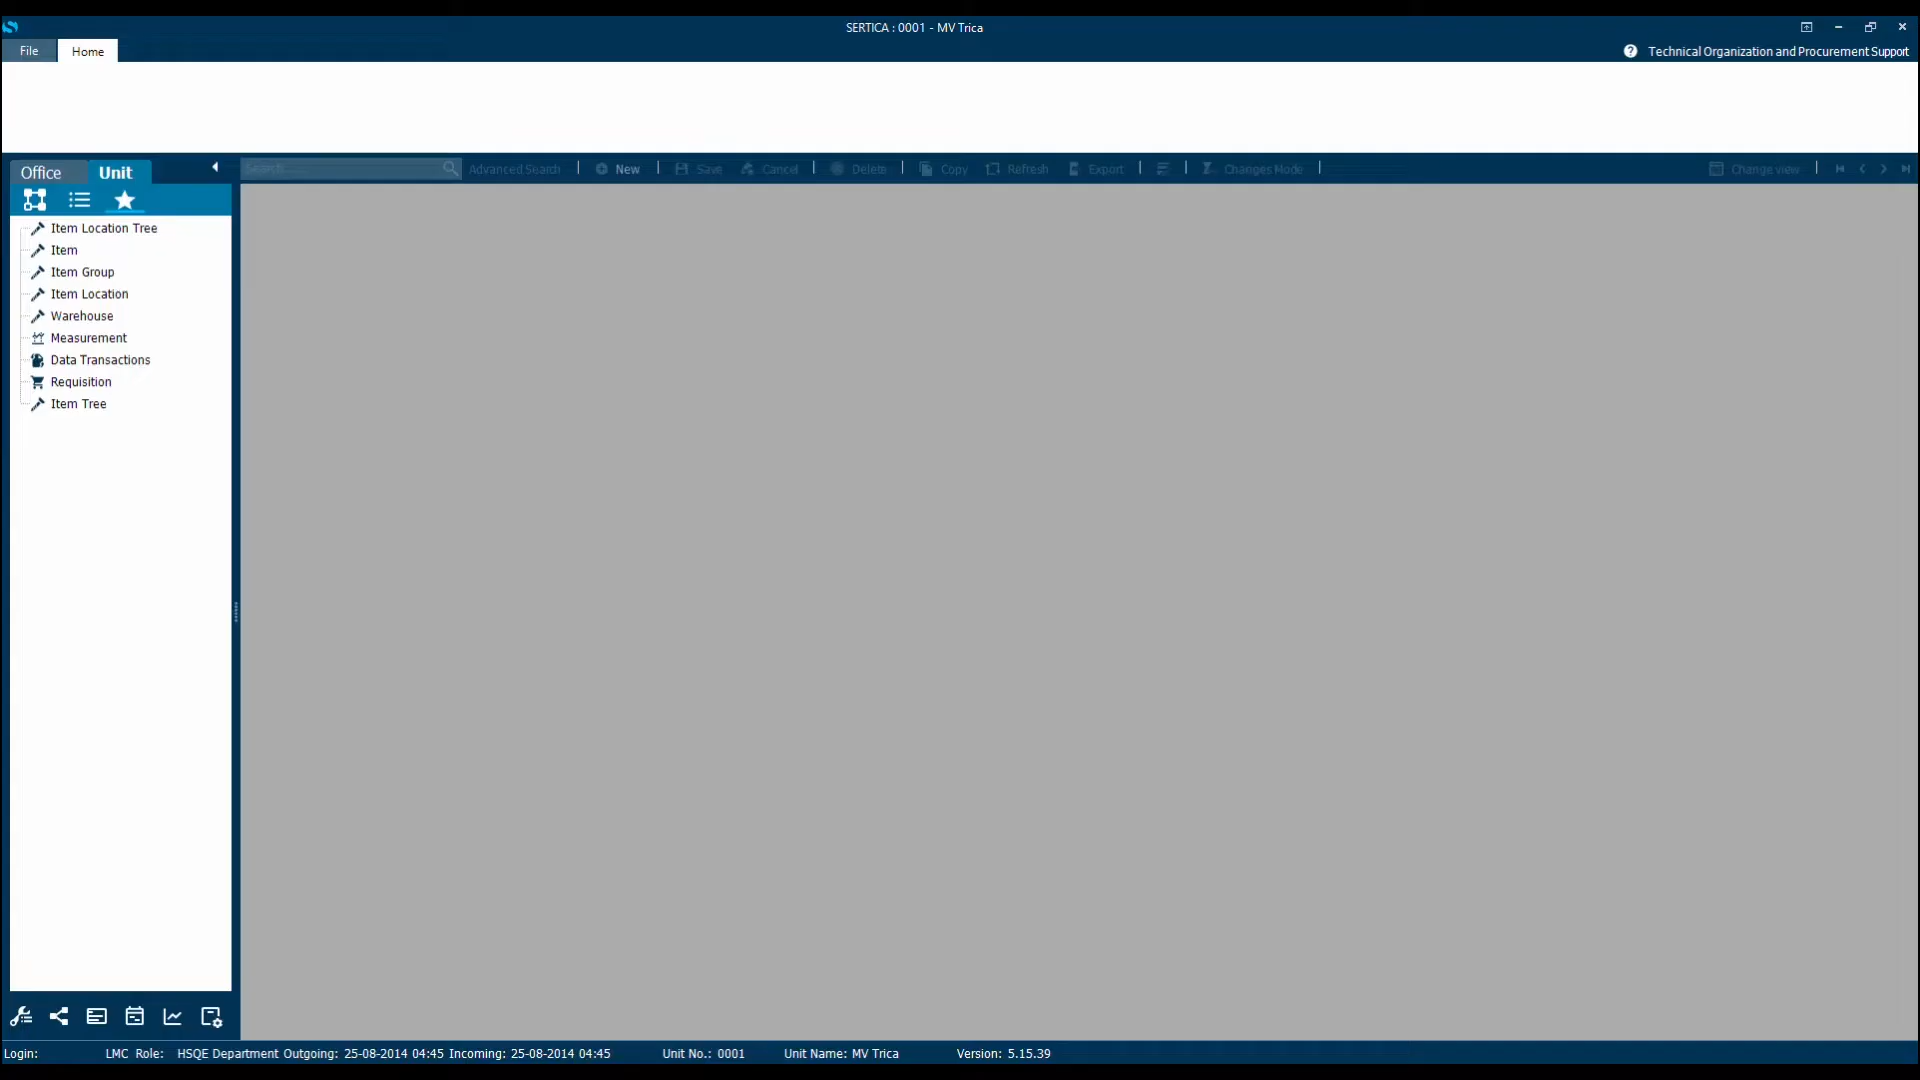 SERTICA : 0001 - MV Trica
File Home
Technical Organization and Procurement Support
Office Unit
Search... Advanced Search New Save Cancel Delete Copy Refresh Export Changes Mode Change view
Item Location Tree
Item
Item Group
Item Location
Warehouse
Measurement
Data Transactions
Requisition
Item Tree
Login: LMC Role: HSQE Department Outgoing: 25-08-2014 04:45 Incoming: 25-08-2014 04:45 Unit No.: 0001 Unit Name: MV Trica Version: 5.15.39